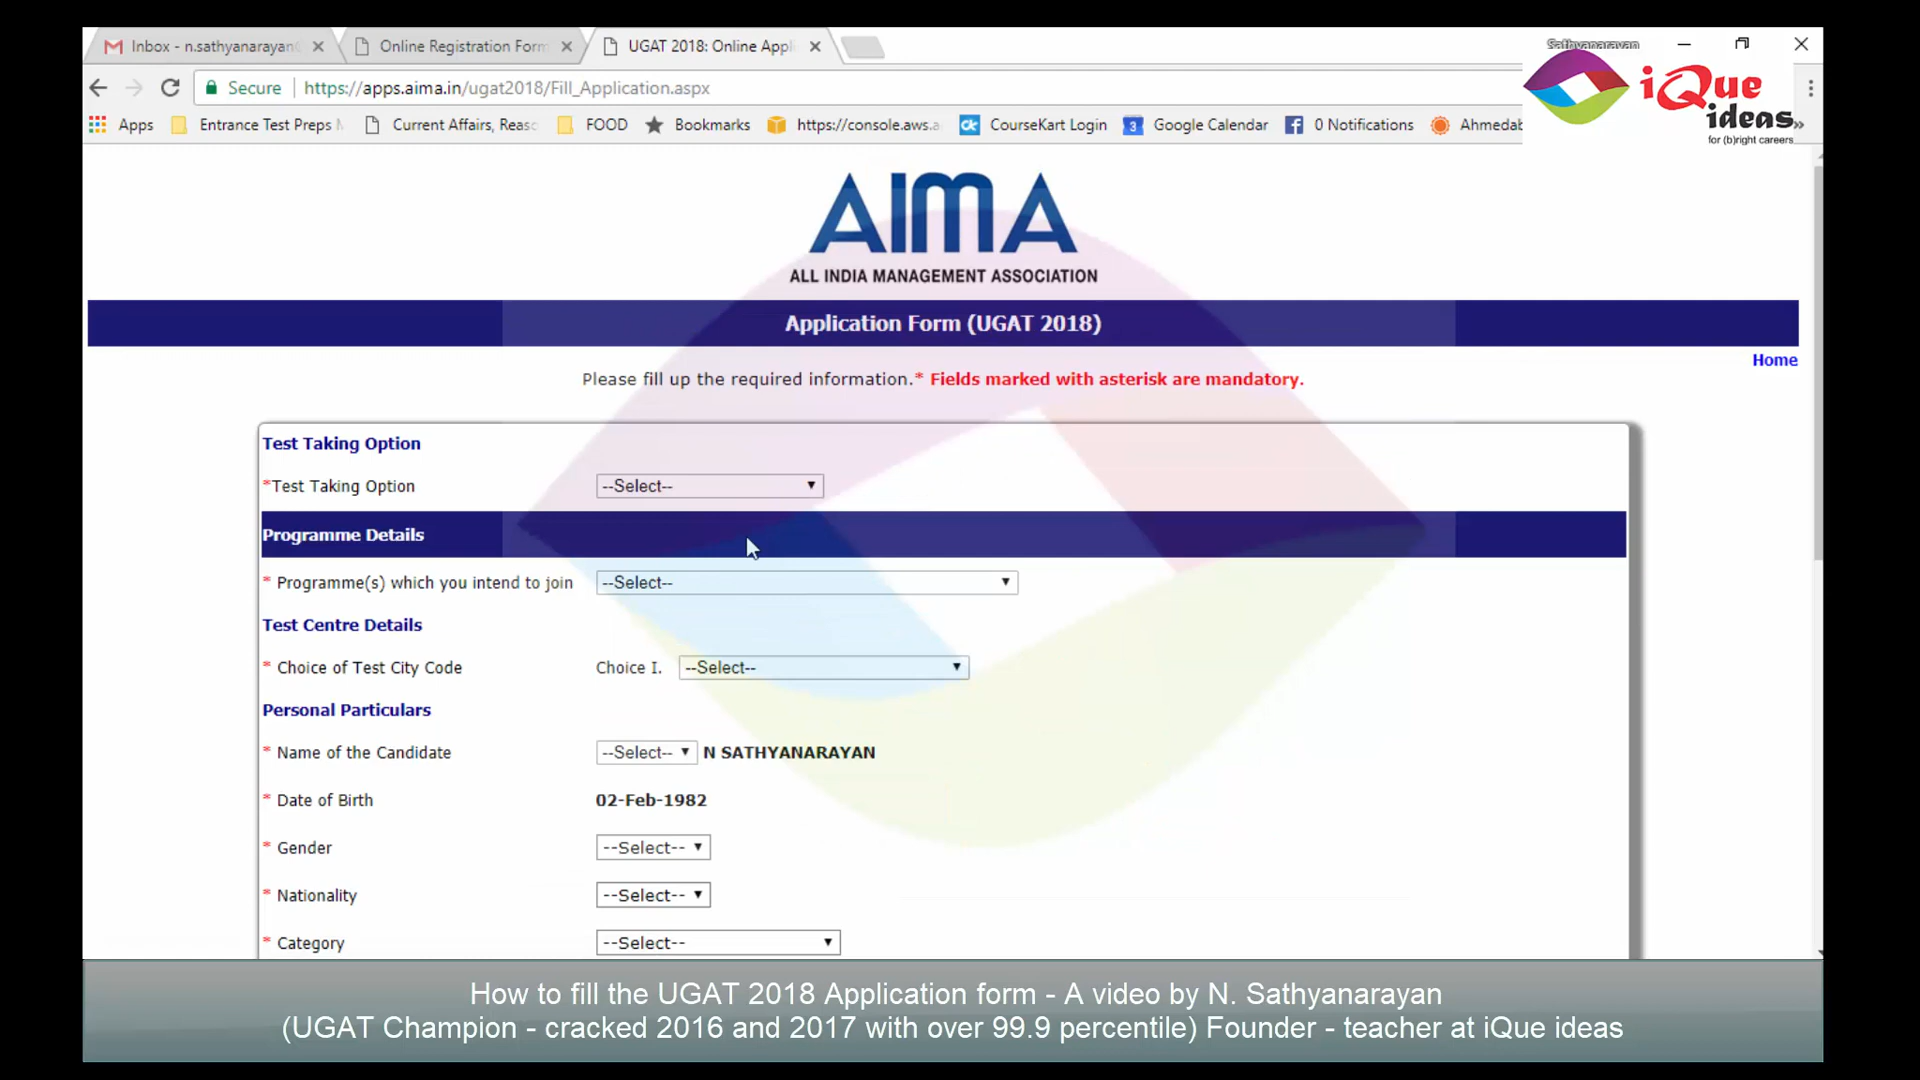 Inbox - n.sathyanarayan
Online Registration Form
UGAT 2018: Online Appl
Sathyanarayan
Secure
https://apps.aima.in/ugat2018/Fill_Application.aspx
iQue
ideas
for (b)right careers
Apps
Entrance Test Preps
Current Affairs, Reaso
FOOD
Bookmarks
https://console.aws.a
ck
CourseKart Login
3
Google Calendar
0 Notifications
Ahmedab
»
AIMA
ALL INDIA MANAGEMENT ASSOCIATION
Application Form (UGAT 2018)
Home
Please fill up the required information.* Fields marked with asterisk are mandatory.
Test Taking Option
*Test Taking Option --Select--
Programme Details
* Programme(s) which you intend to join --Select--
Test Centre Details
* Choice of Test City Code Choice I. --Select--
Personal Particulars
* Name of the Candidate --Select-- N SATHYANARAYAN
* Date of Birth 02-Feb-1982
* Gender --Select--
* Nationality --Select--
* Category --Select--
How to fill the UGAT 2018 Application form - A video by N. Sathyanarayan
(UGAT Champion - cracked 2016 and 2017 with over 99.9 percentile) Founder - teacher at iQue ideas